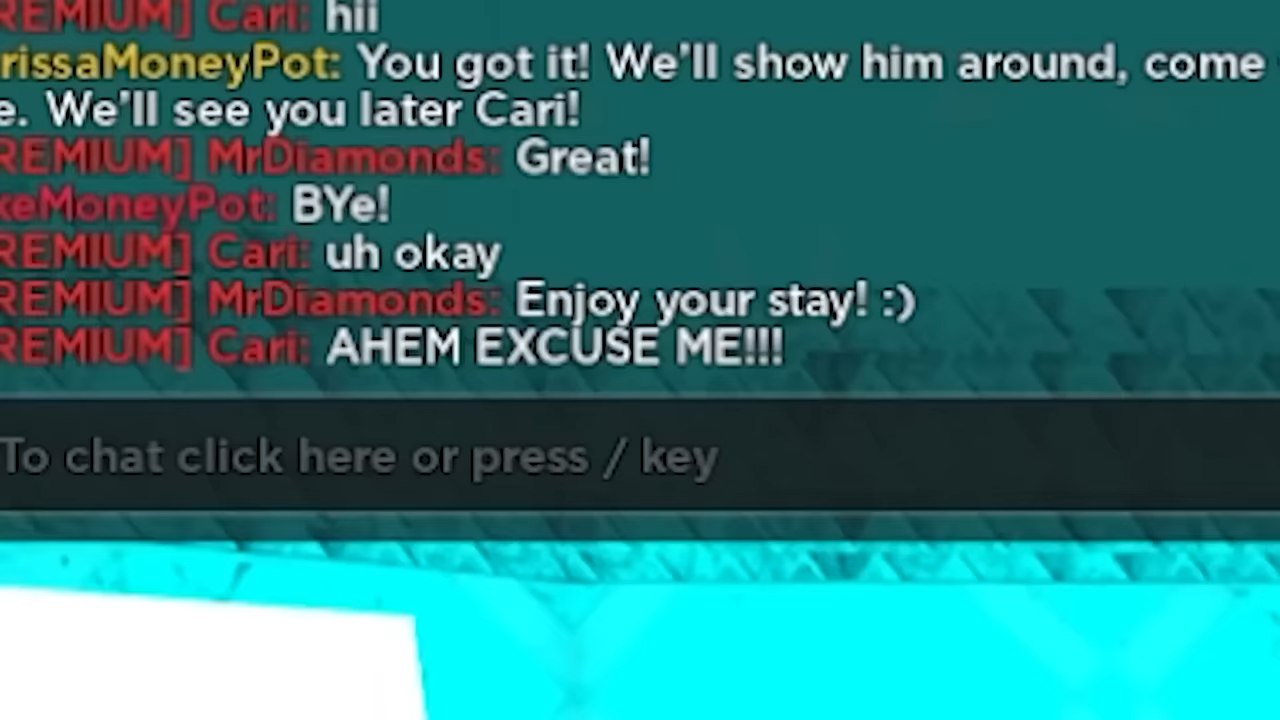 REMIUM] Cari: hii
rissaMoneyPot: You got it! We'll show him around, come
e. We'll see you later Cari!
REMIUM] MrDiamonds: Great!
keMoneyPot: BYe!
REMIUM] Cari: uh okay
REMIUM] MrDiamonds: Enjoy your stay! :)
REMIUM] Cari: AHEM EXCUSE ME!!!
To chat click here or press / key